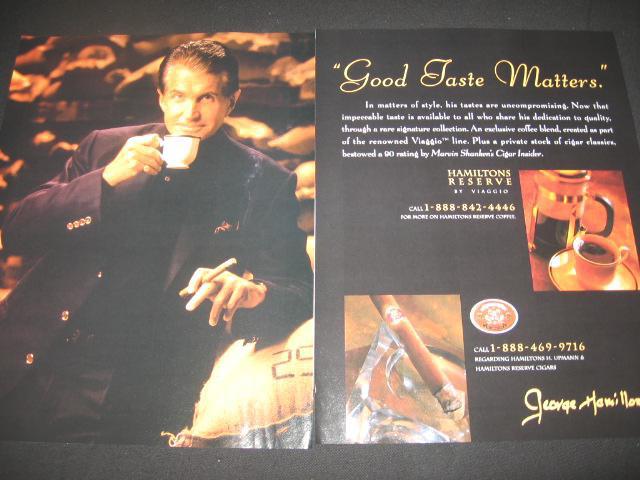 "Good Taste Matters."
In matters of style, his tastes are uncompromising. Now that
impeccable taste is available to all who share his dedication to quality,
through a rare signature collection. An exclusive coffee blend, created as part
of the renowned Viaggio™ line. Plus a private stock of cigar classics,
bestowed a 90 rating by Marvin Shanken's Cigar Insider.
HAMILTONS
RESERVE
BY VIAGGIO
CALL 1-888-842-4446
FOR MORE ON HAMILTONS RESERVE COFFEE.
CALL 1-888-469-9716
REGARDING HAMILTONS H. UPMANN &
HAMILTONS RESERVE CIGARS
George Hamilton
25